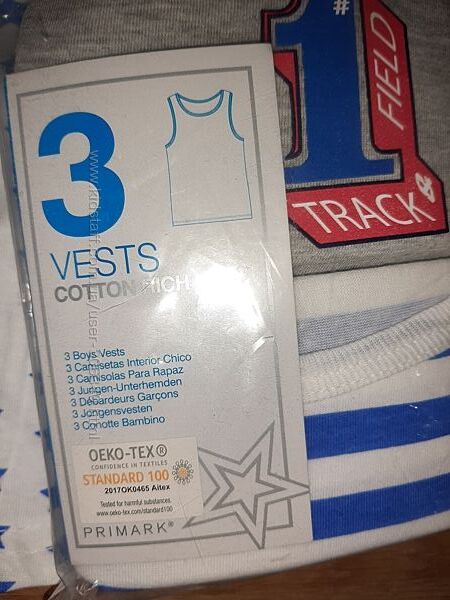 #
1
FIELD
TRACK &
3
VESTS
COTTON RICH
3 Boys Vests
3 Camisetas Interior Chico
3 Camisolas Para Rapaz
3 Jungen-Unterhemden
3 Débardeurs Garçons
3 Jongensvesten
3 Canotte Bambino
OEKO-TEX®
CONFIDENCE IN TEXTILES
STANDARD 100
2017OK0465 Aitex
Tested for harmful substances.
www.oeko-tex.com/standard100
PRIMARK®